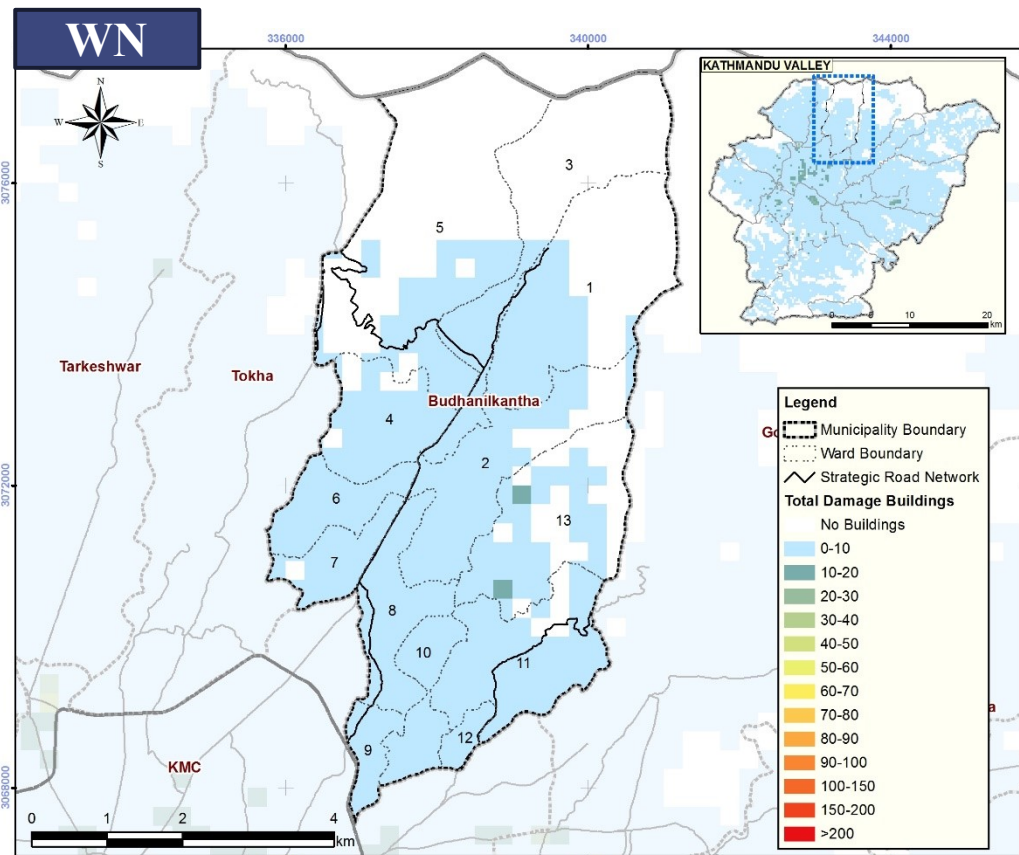 WN
336000
340000
344000
N
W
E
S
KATHMANDU VALLEY
0
10
20
km
3076000
3072000
3068000
3
5
1
Tarkeshwar
Tokha
Budhanilkantha
4
2
6
13
7
8
10
11
12
9
KMC
Legend
Municipality Boundary
Ward Boundary
Strategic Road Network
Total Damage Buildings
No Buildings
0-10
10-20
20-30
30-40
40-50
50-60
60-70
70-80
80-90
90-100
100-150
150-200
>200
0
1
2
4
km